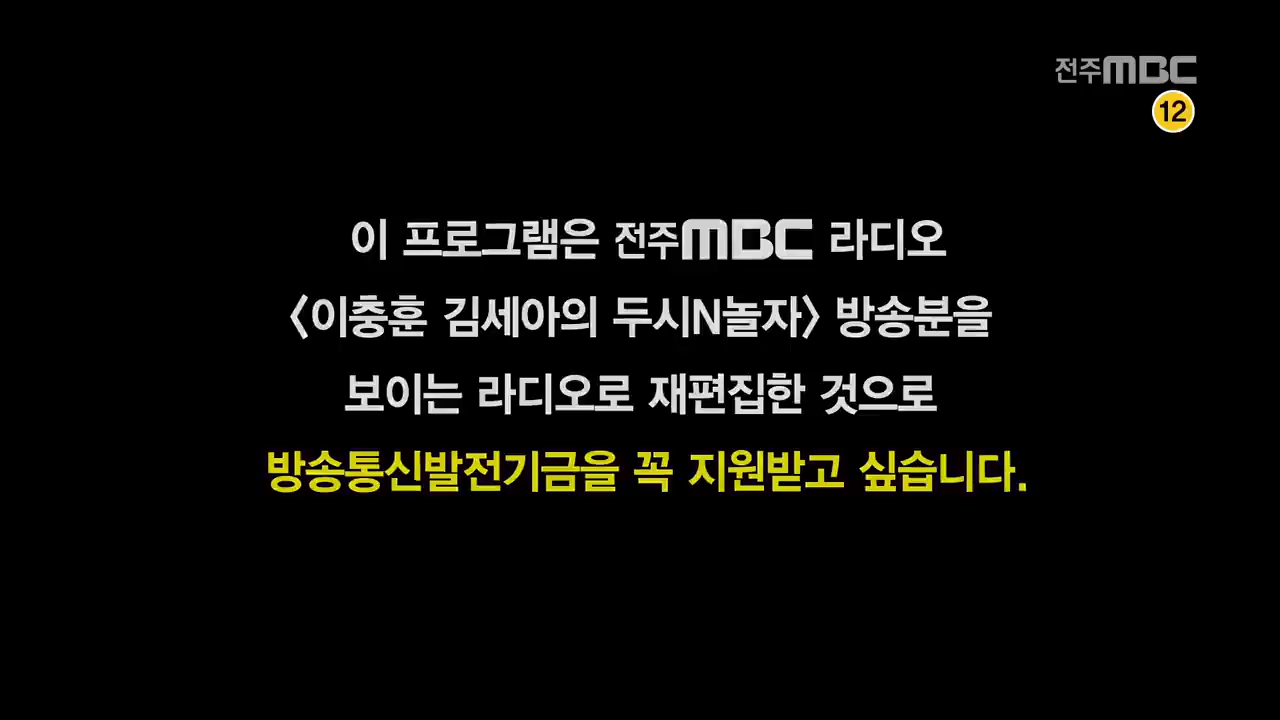 전주MBC
12
이 프로그램은 전주MBC 라디오
<이충훈 김세아의 두시N놀자> 방송분을
보이는 라디오로 재편집한 것으로
방송통신발전기금을 꼭 지원받고 싶습니다.